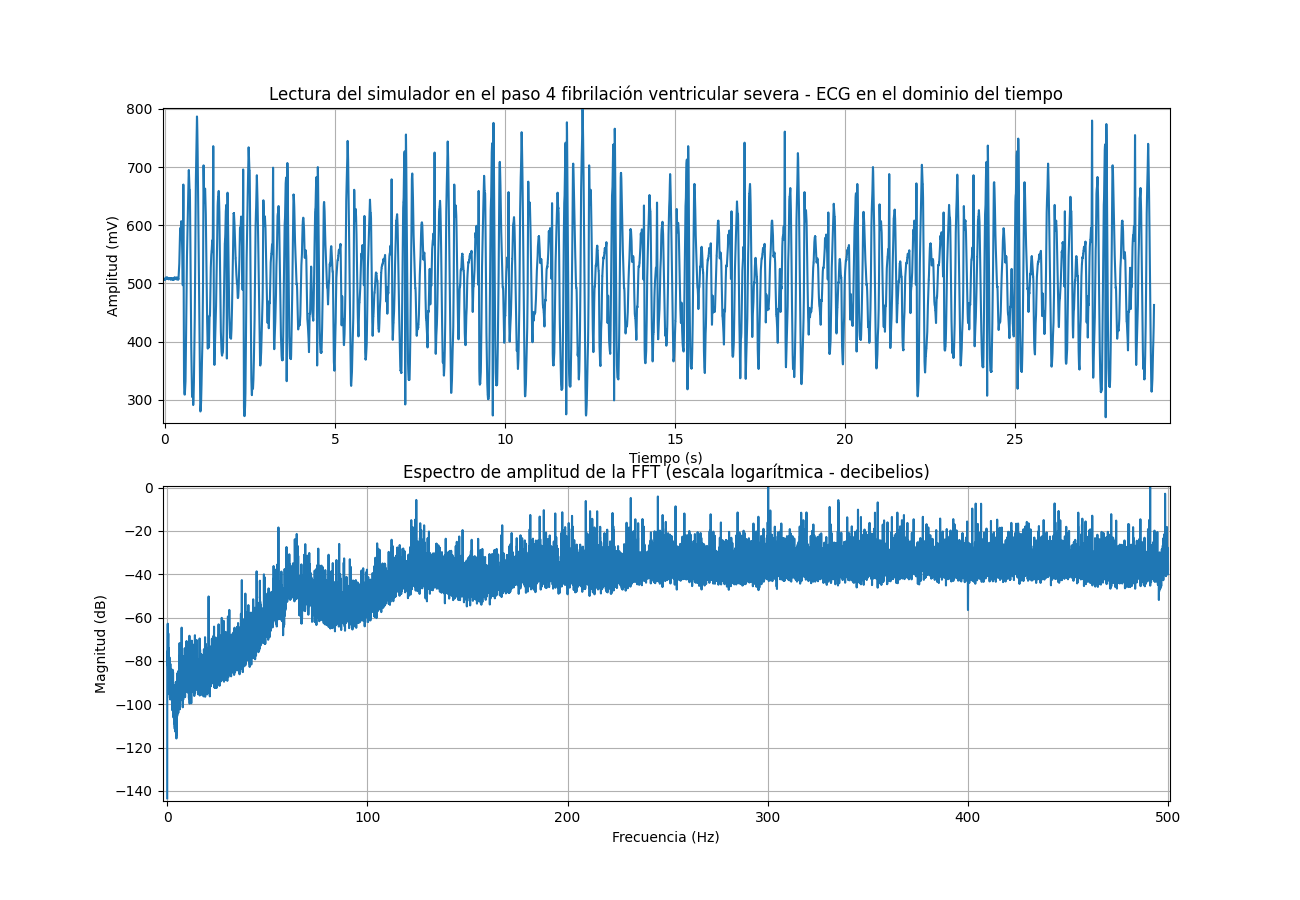 Lectura del simulador en el paso 4 fibrilación ventricular severa - ECG en el dominio del tiempo
800
700
600
500
400
300
Amplitud (mV)
0 5 10 15 20 25
Tiempo (s)
Espectro de amplitud de la FFT (escala logarítmica - decibelios)
0
−20
−40
−60
−80
−100
−120
−140
Magnitud (dB)
0 100 200 300 400 500
Frecuencia (Hz)